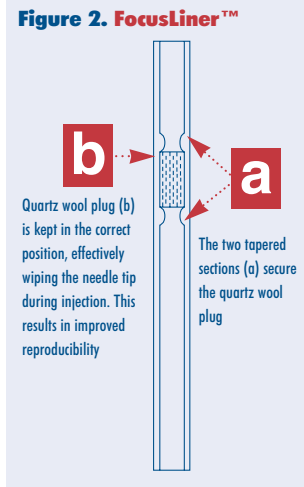 Figure 2. FocusLiner™
b
a
Quartz wool plug (b)
is kept in the correct
position, effectively
wiping the needle tip
during injection. This
results in improved
reproducibility
The two tapered
sections (a) secure
the quartz wool
plug